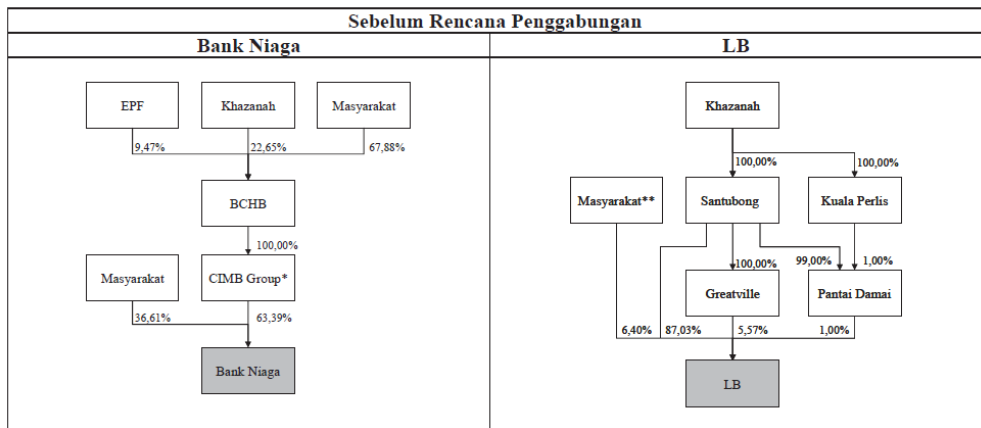 Sebelum Rencana Penggabungan
Bank Niaga
LB
EPF
Khazanah
Masyarakat
9,47%
22,65%
67,88%
BCHB
100,00%
Masyarakat
CIMB Group*
36,61%
63,39%
Bank Niaga
Khazanah
100,00%
100,00%
Masyarakat**
Santubong
Kuala Perlis
100,00%
99,00%
1,00%
Greatville
Pantai Damai
6,40%
87,03%
5,57%
1,00%
LB